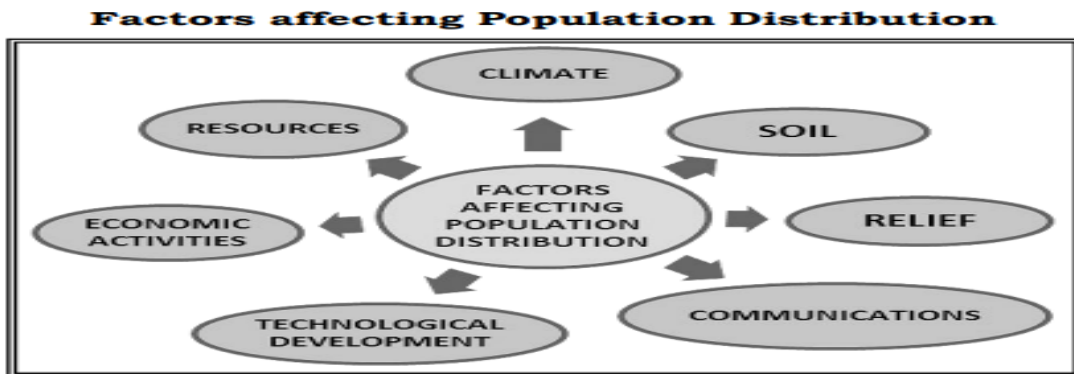 Factors affecting Population Distribution
CLIMATE
RESOURCES
SOIL
FACTORS
AFFECTING
POPULATION
DISTRIBUTION
ECONOMIC
ACTIVITIES
RELIEF
TECHNOLOGICAL
DEVELOPMENT
COMMUNICATIONS